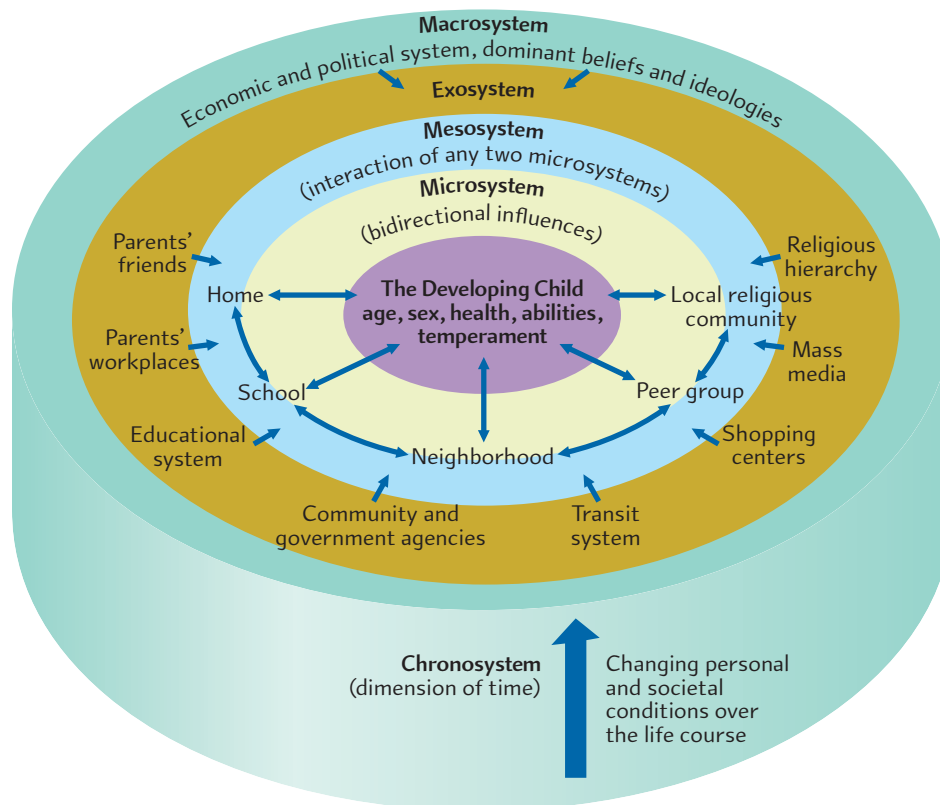 Macrosystem
Economic and political system, dominant beliefs and ideologies
Exosystem
Mesosystem
(interaction of any two microsystems)
Microsystem
(bidirectional influences)
Parents'
friends
Religious
hierarchy
Home
The Developing Child
age, sex, health, abilities,
temperament
Local religious
community
Parents'
workplaces
Mass
media
School
Peer group
Educational
system
Neighborhood
Shopping
centers
Community and
government agencies
Transit
system
Chronosystem
(dimension of time)
Changing personal
and societal
conditions over
the life course